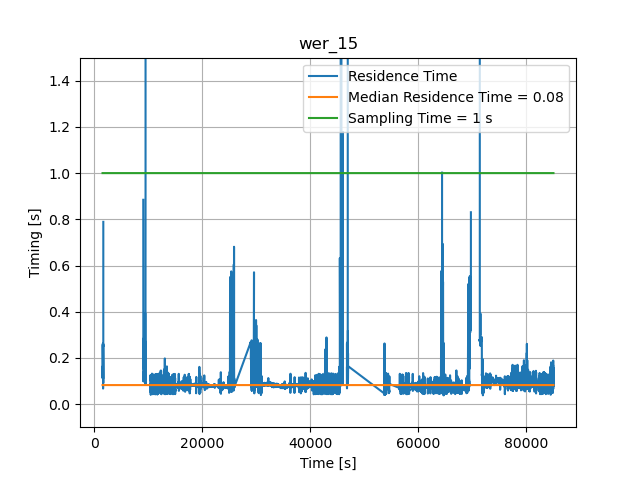 wer_15
Residence Time
Median Residence Time = 0.08
Sampling Time = 1 s
Timing [s]
1.4
1.2
1.0
0.8
0.6
0.4
0.2
0.0
0
20000
40000
60000
80000
Time [s]